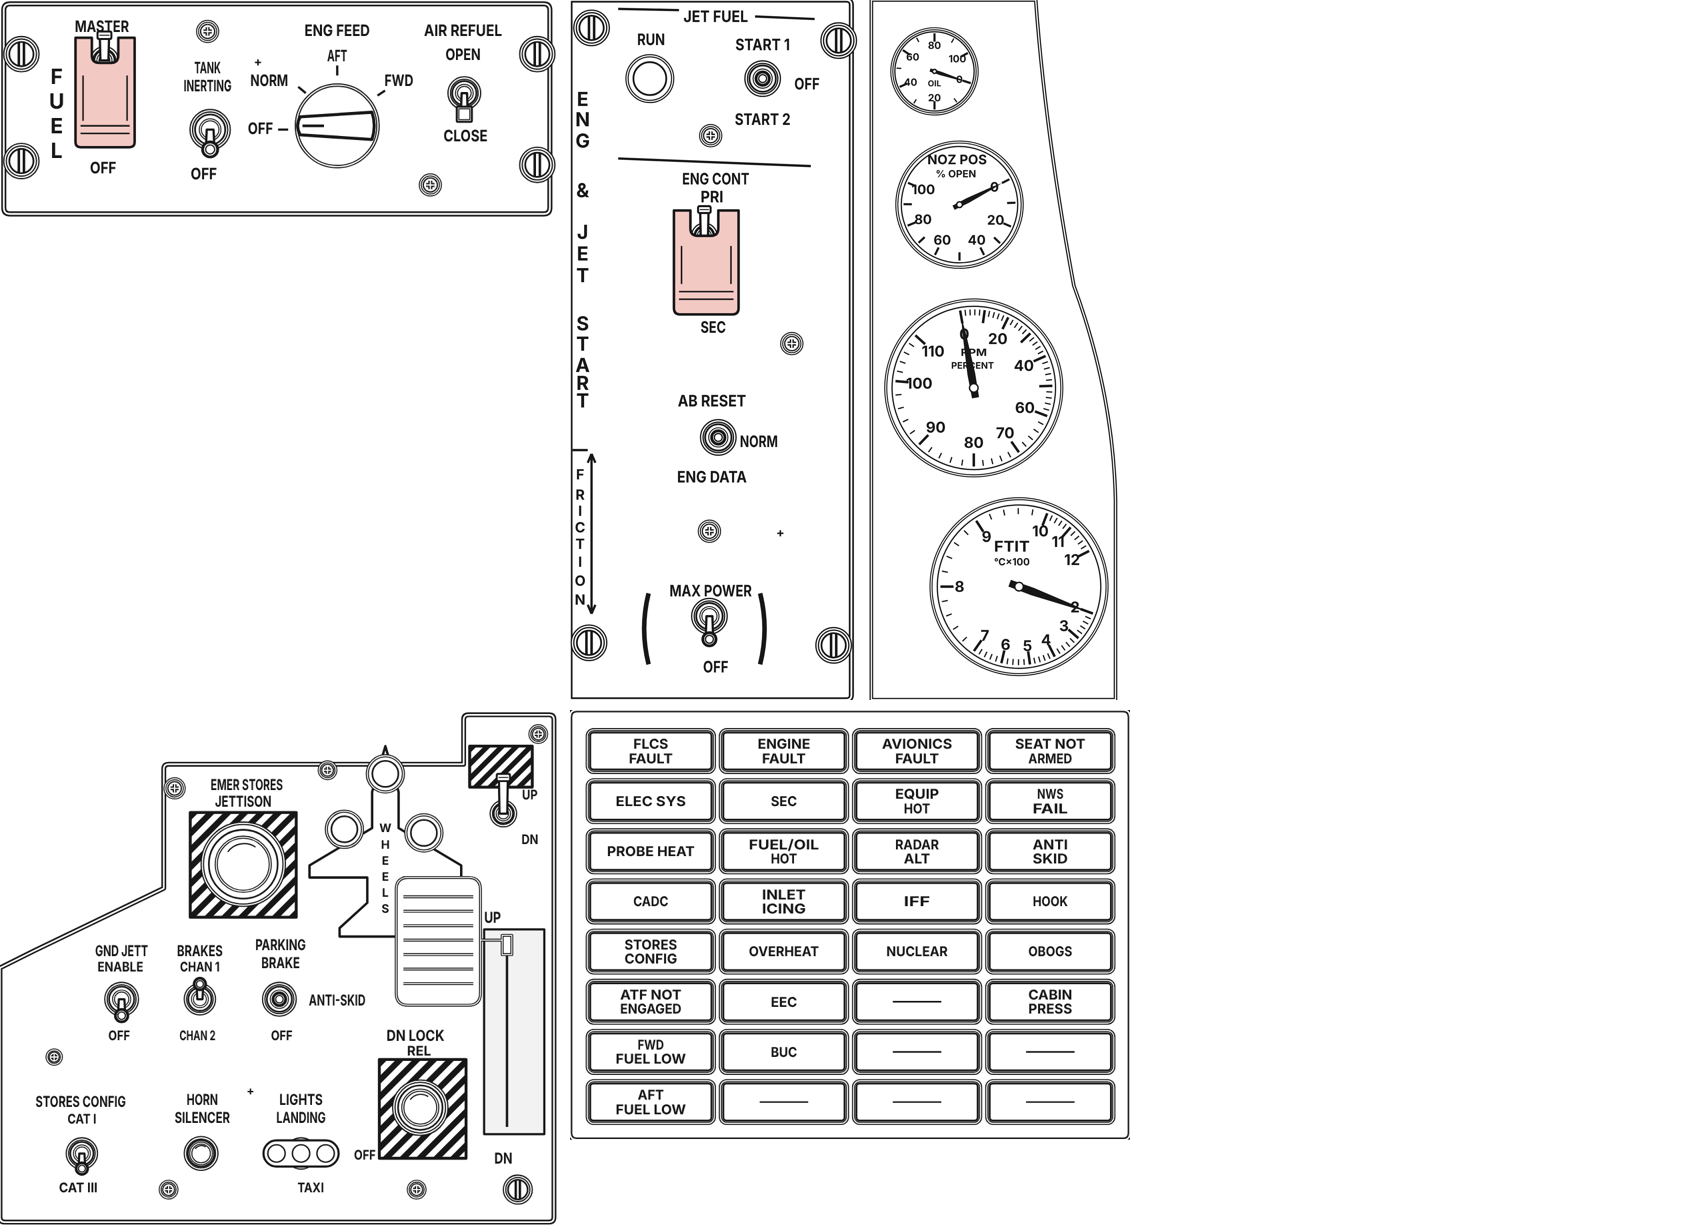 MASTER
FUEL
OFF
TANK
INERTING
OFF
+
ENG FEED
AFT
NORM
FWD
OFF
AIR REFUEL
OPEN
CLOSE
JET FUEL
RUN
START 1
OFF
START 2
ENG & JET START
ENG CONT
PRI
SEC
AB RESET
NORM
ENG DATA
+
FRICTION
MAX POWER
OFF
80
60
100
40
0
OIL
20
NOZ POS
% OPEN
100
0
80
20
60
40
0
20
110
RPM
PERCENT
40
100
60
90
70
80
10
9
11
FTIT
°C×100
12
8
2
3
7
4
6
5
EMER STORES
JETTISON
WHEELS
UP
DN
UP
GND JETT
ENABLE
OFF
BRAKES
CHAN 1
CHAN 2
PARKING
BRAKE
ANTI-SKID
OFF
DN LOCK
REL
STORES CONFIG
CAT I
CAT III
HORN
SILENCER
+
LIGHTS
LANDING
OFF
TAXI
DN
FLCS
FAULT
ENGINE
FAULT
AVIONICS
FAULT
SEAT NOT
ARMED
ELEC SYS
SEC
EQUIP
HOT
NWS
FAIL
PROBE HEAT
FUEL/OIL
HOT
RADAR
ALT
ANTI
SKID
CADC
INLET
ICING
IFF
HOOK
STORES
CONFIG
OVERHEAT
NUCLEAR
OBOGS
ATF NOT
ENGAGED
EEC
CABIN
PRESS
FWD
FUEL LOW
BUC
AFT
FUEL LOW